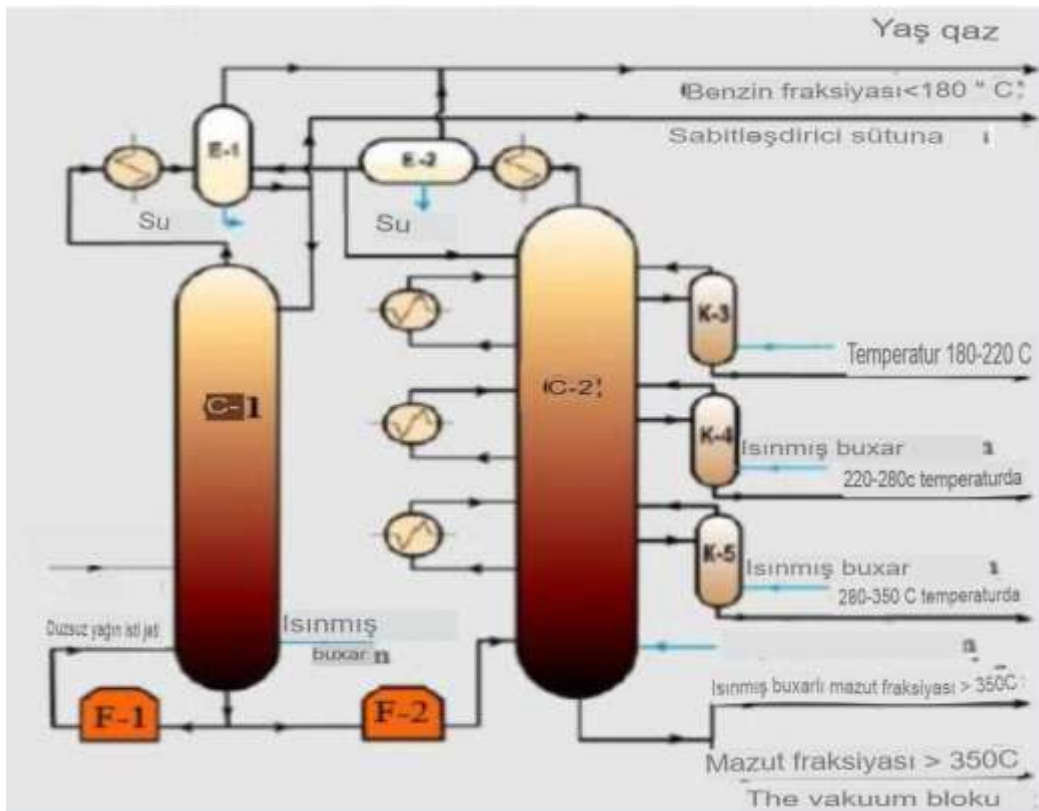 Yaş qaz
Benzin fraksiyası<180 ° C
Sabitləşdirici sütuna
E-1
E-2
Su
Su
K-3
Temperatur 180-220 C
C-1
C-2
K-4
Isınmış buxar
220-280c temperaturda
K-5
Isınmış buxar
280-350 C temperaturda
Duzsuz yağın isti jeti
Isınmış
buxar n
n
Isınmış buxarlı mazut fraksiyası > 350C
F-1
F-2
Mazut fraksiyası > 350C
The vakuum bloku